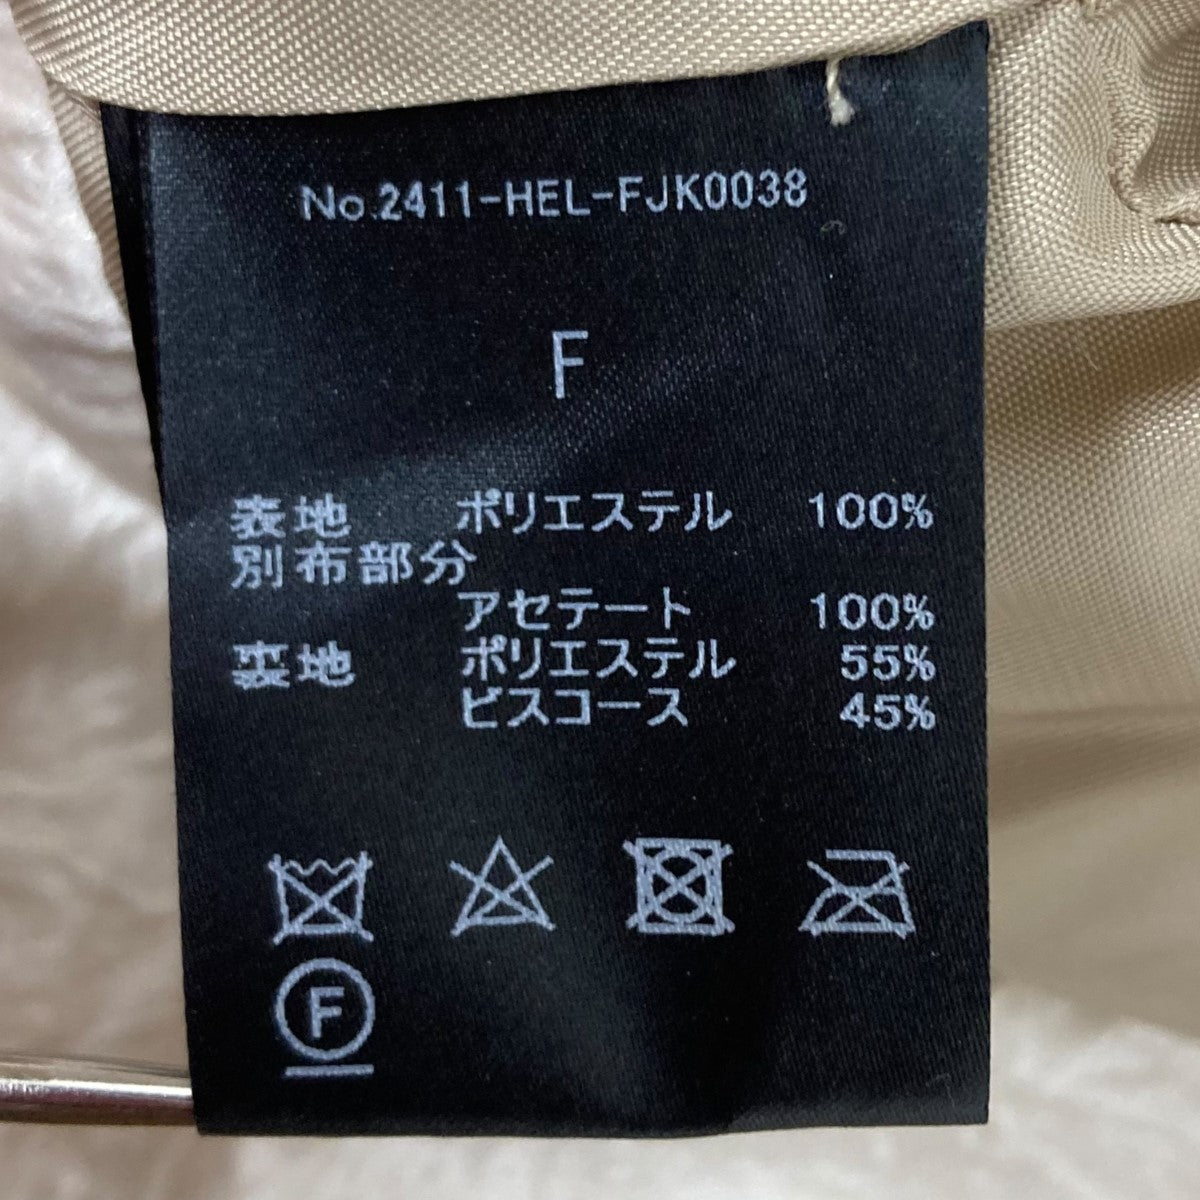 No.2411-HEL-FJK0038
F
表地 ポリエステル 100%
別布部分
アセテート 100%
裏地 ポリエステル 55%
ビスコース 45%
F